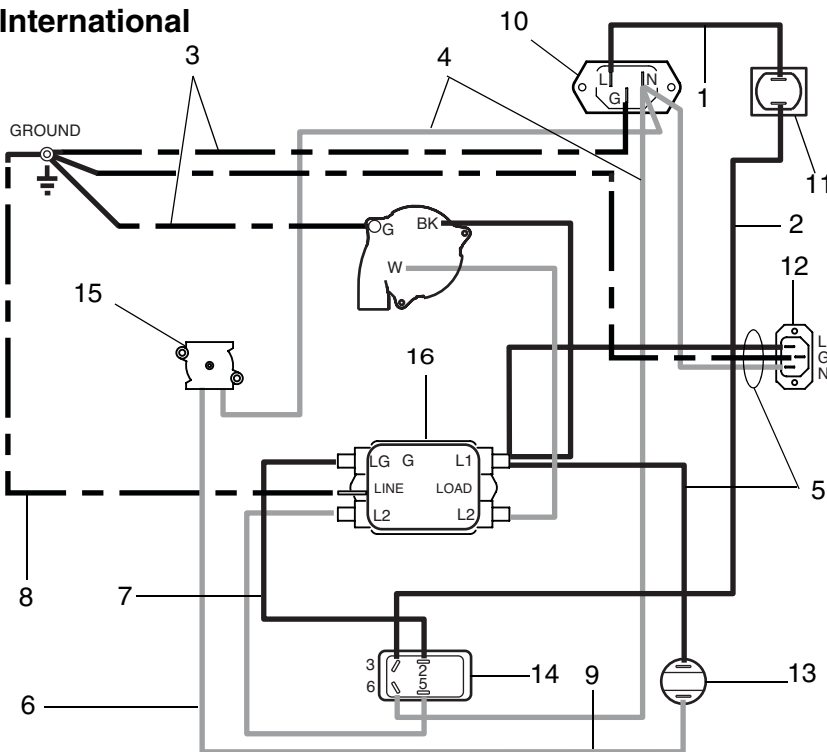 International
10
3
4
L N
G
1
GROUND
11
G BK
2
W
12
15
16
L
G
N
LG G L1
LINE LOAD
L2 L2
5
8
7
3 2
6 5
14
9
13
6